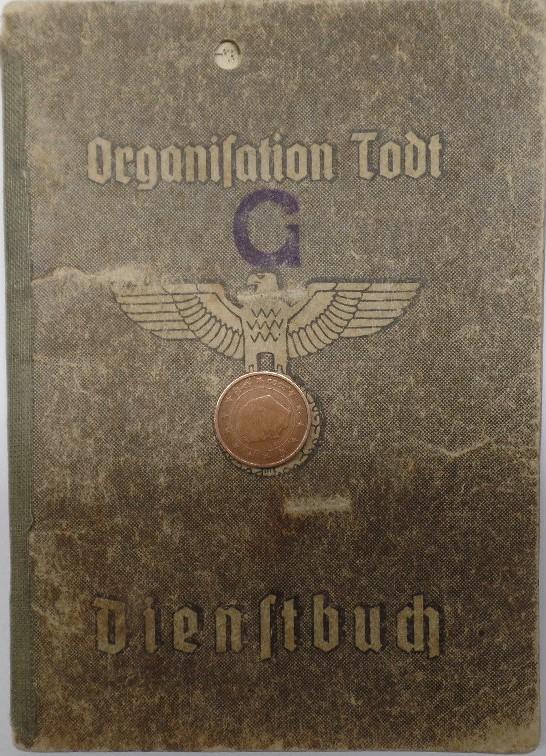 Organiſation Todt
G
Dienſtbuch